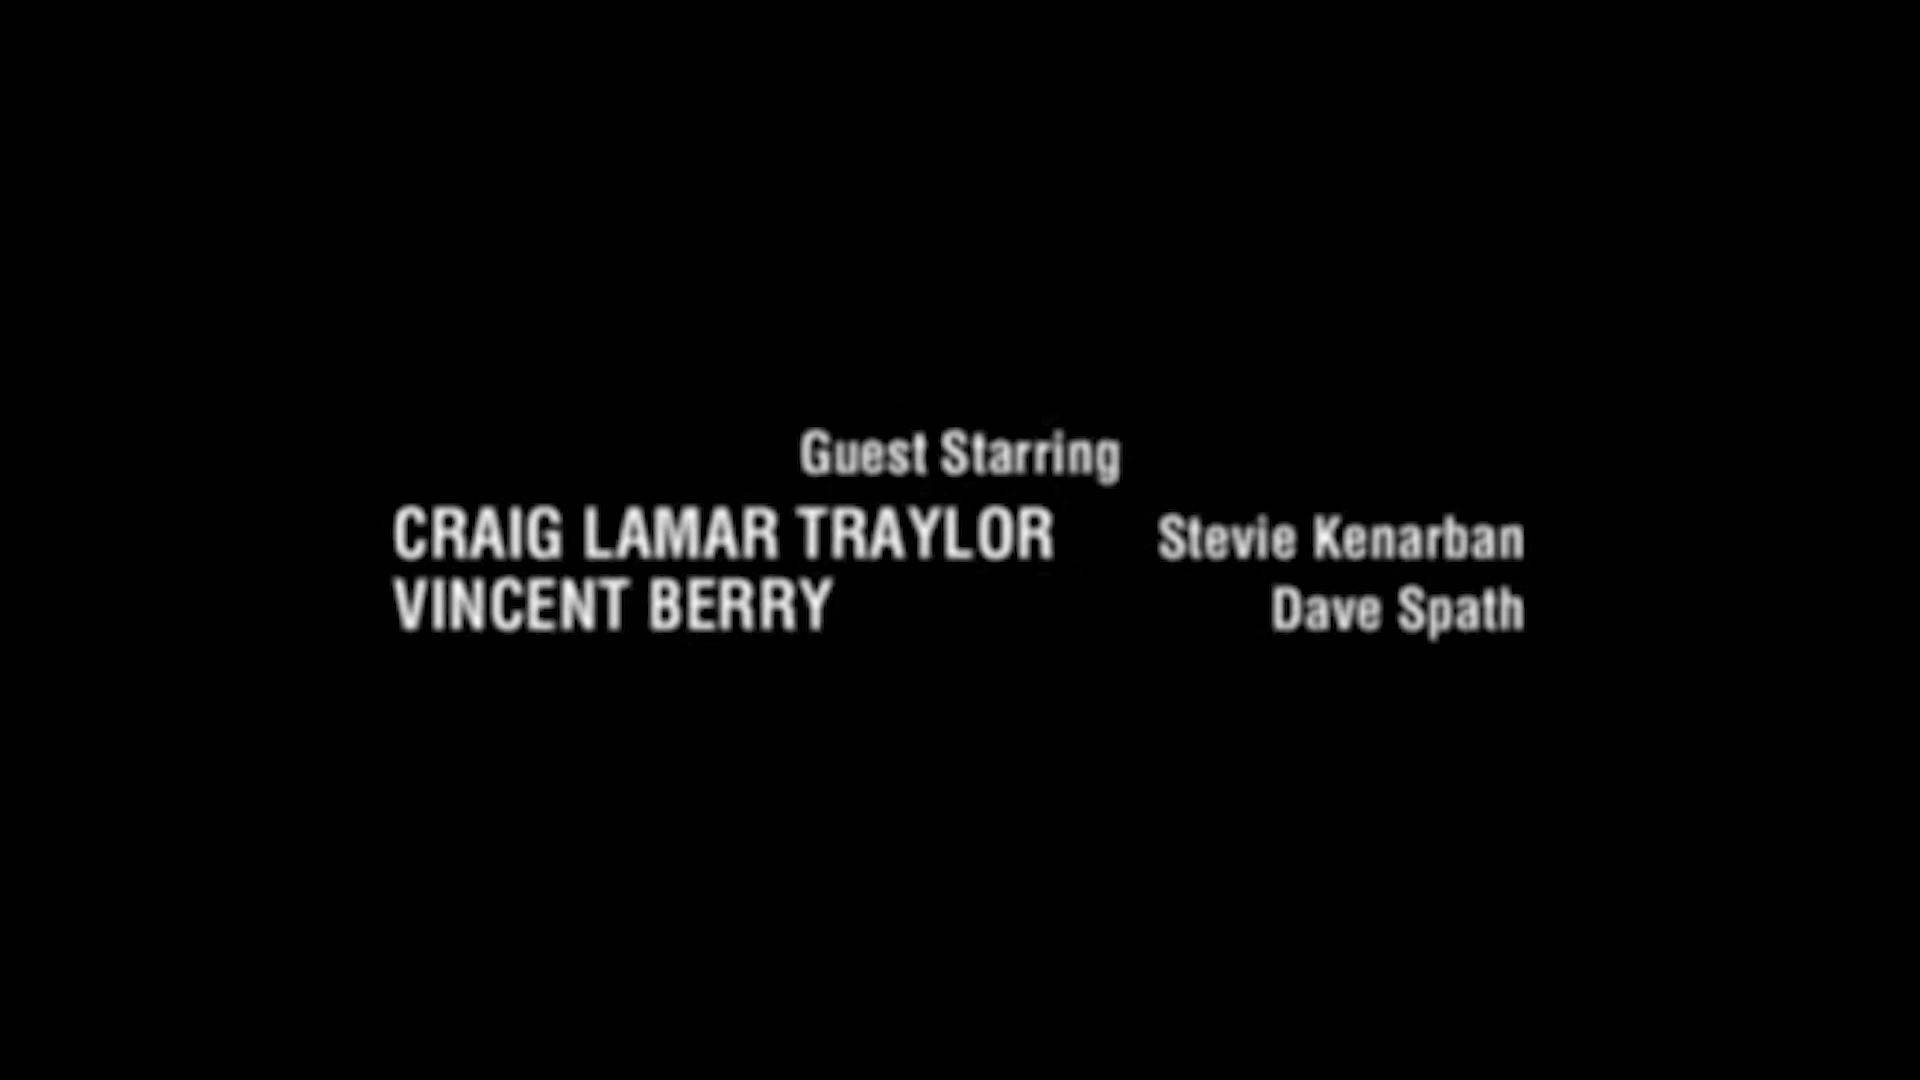 Guest Starring
CRAIG LAMAR TRAYLOR Stevie Kenarban
VINCENT BERRY Dave Spath